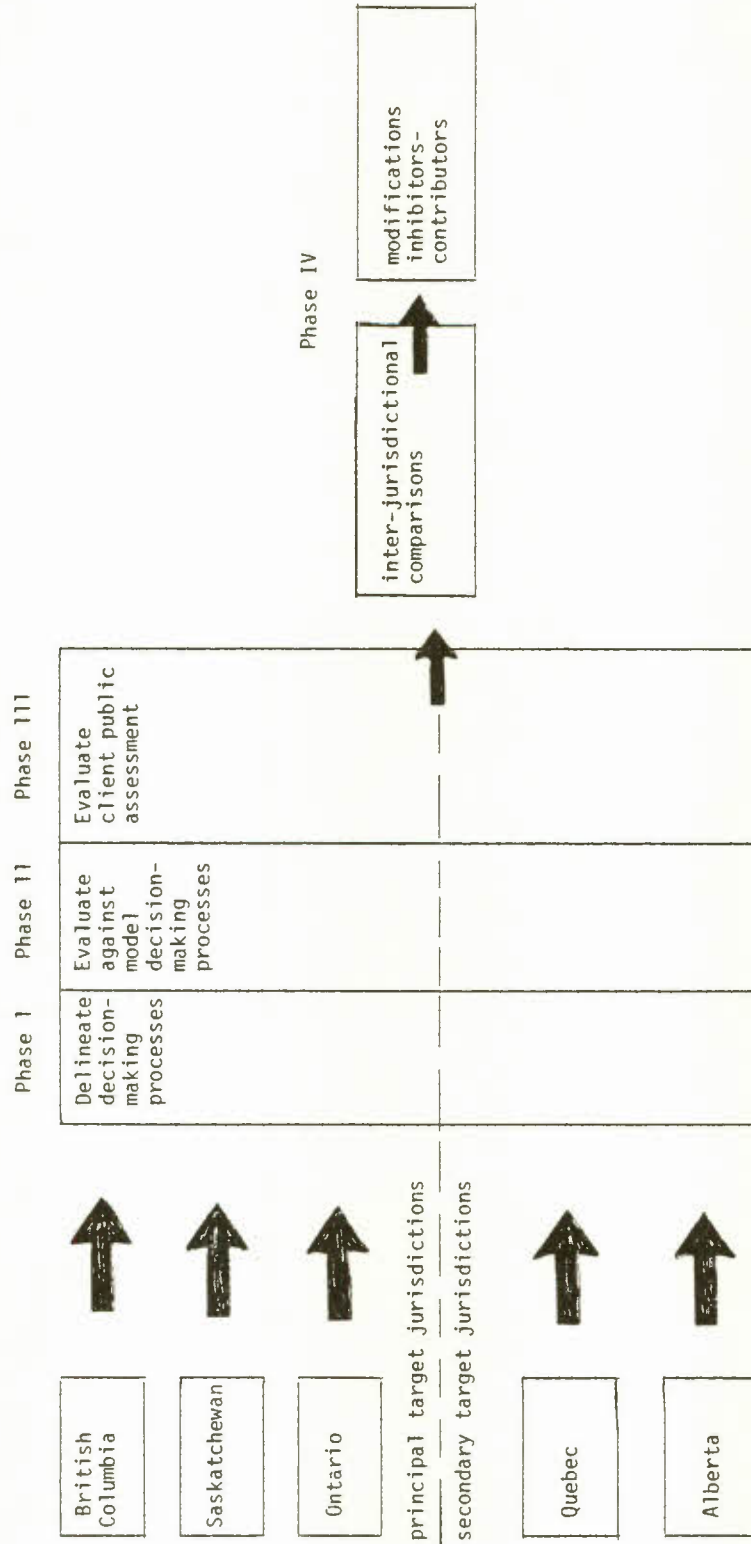 Phase I
Phase II
Phase III
Phase IV
Delineate
decision-
making
processes
Evaluate
against
model
decision-
making
processes
Evaluate
client public
assessment
inter-jurisdictional
comparisons
modifications
inhibitors-
contributors
British
Columbia
Saskatchewan
Ontario
principal target jurisdictions
secondary target jurisdictions
Quebec
Alberta